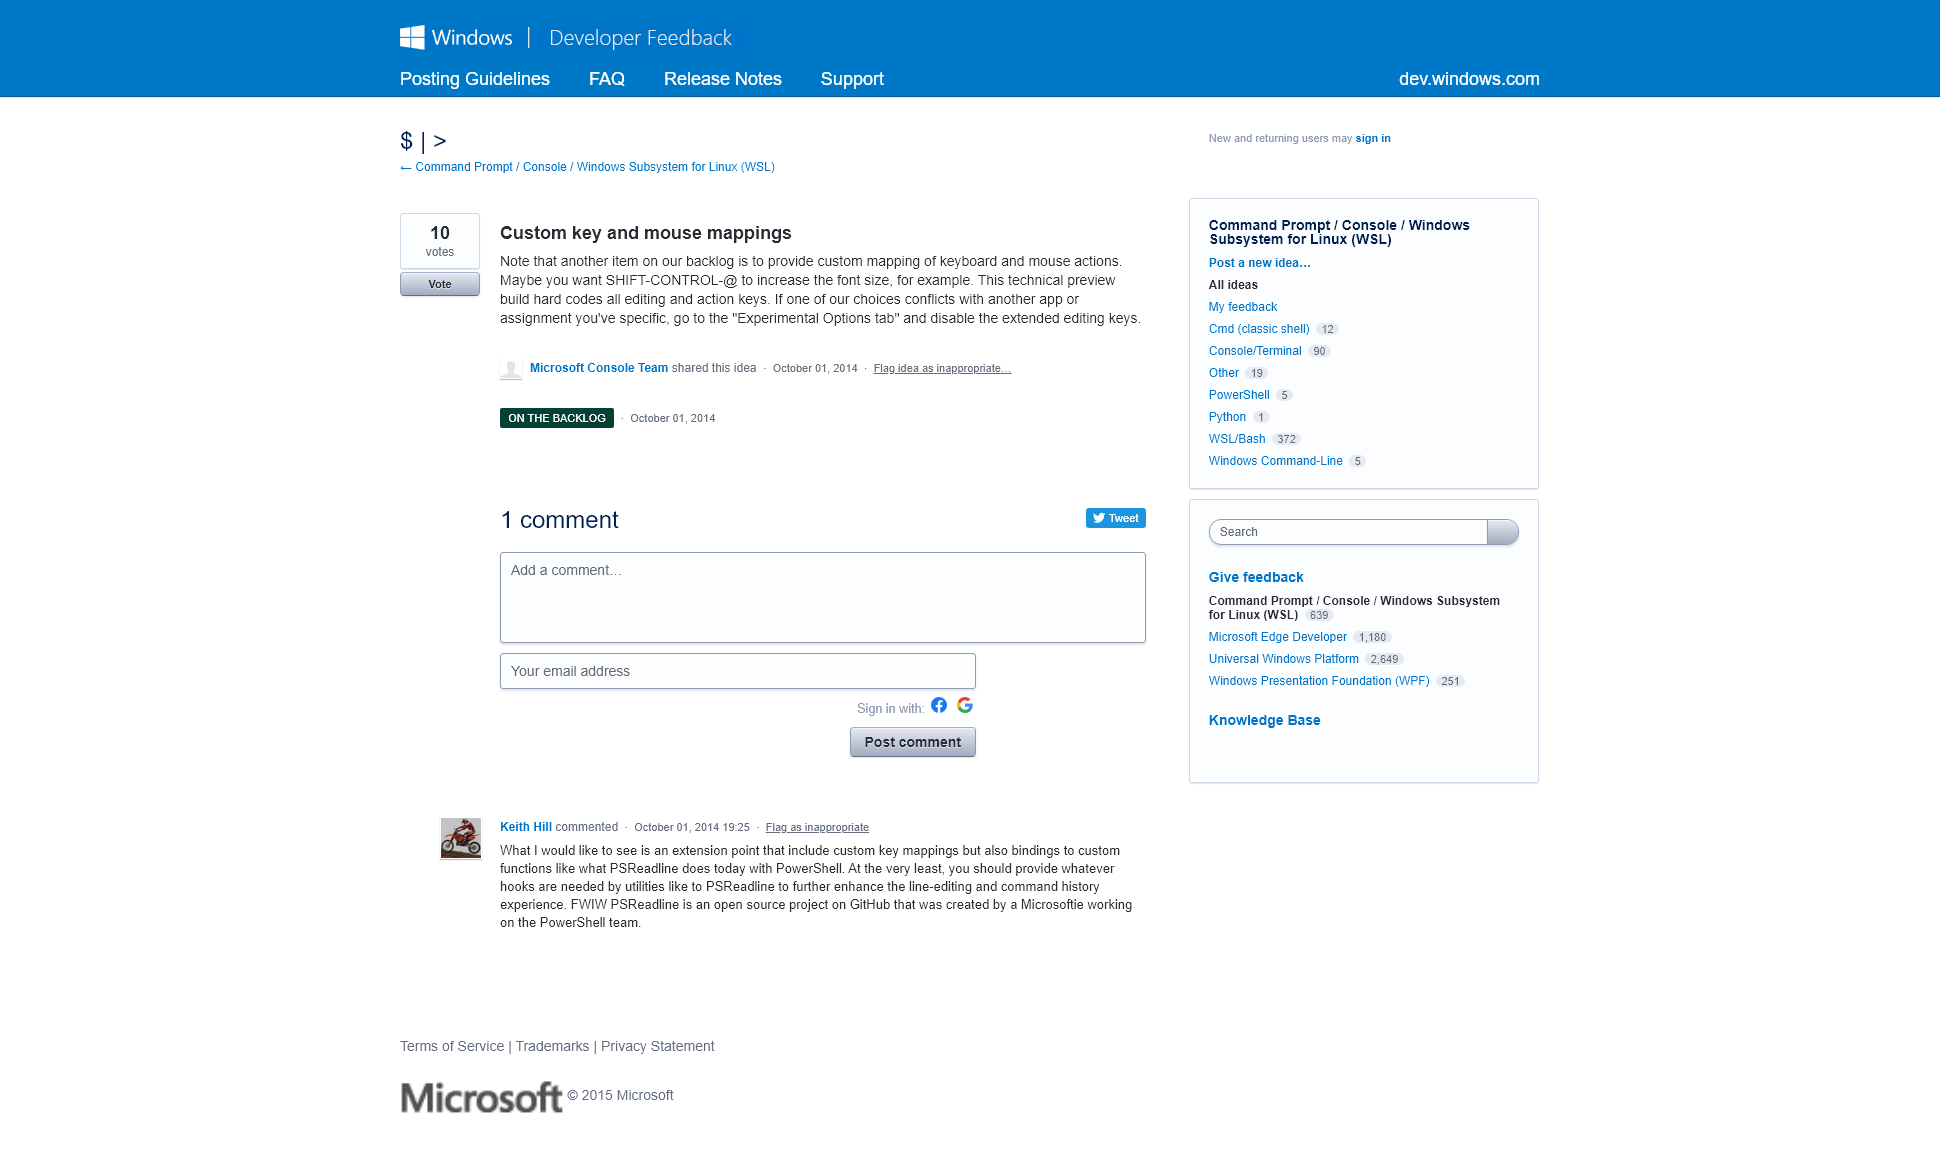 Windows | Developer Feedback
Posting Guidelines FAQ Release Notes Support dev.windows.com
$ | >
← Command Prompt / Console / Windows Subsystem for Linux (WSL)
New and returning users may sign in
10
votes
Vote
Custom key and mouse mappings
Note that another item on our backlog is to provide custom mapping of keyboard and mouse actions.
Maybe you want SHIFT-CONTROL-@ to increase the font size, for example. This technical preview
build hard codes all editing and action keys. If one of our choices conflicts with another app or
assignment you've specific, go to the "Experimental Options tab" and disable the extended editing keys.
Microsoft Console Team shared this idea · October 01, 2014 · Flag idea as inappropriate…
ON THE BACKLOG · October 01, 2014
1 comment
Tweet
Add a comment…
Your email address
Sign in with:
Post comment
Keith Hill commented · October 01, 2014 19:25 · Flag as inappropriate
What I would like to see is an extension point that include custom key mappings but also bindings to custom
functions like what PSReadline does today with PowerShell. At the very least, you should provide whatever
hooks are needed by utilities like to PSReadline to further enhance the line-editing and command history
experience. FWIW PSReadline is an open source project on GitHub that was created by a Microsoftie working
on the PowerShell team.
Command Prompt / Console / Windows
Subsystem for Linux (WSL)
Post a new idea…
All ideas
My feedback
Cmd (classic shell) 12
Console/Terminal 90
Other 19
PowerShell 5
Python 1
WSL/Bash 372
Windows Command-Line 5
Search
Give feedback
Command Prompt / Console / Windows Subsystem
for Linux (WSL) 639
Microsoft Edge Developer 1,180
Universal Windows Platform 2,649
Windows Presentation Foundation (WPF) 251
Knowledge Base
Terms of Service | Trademarks | Privacy Statement
Microsoft © 2015 Microsoft